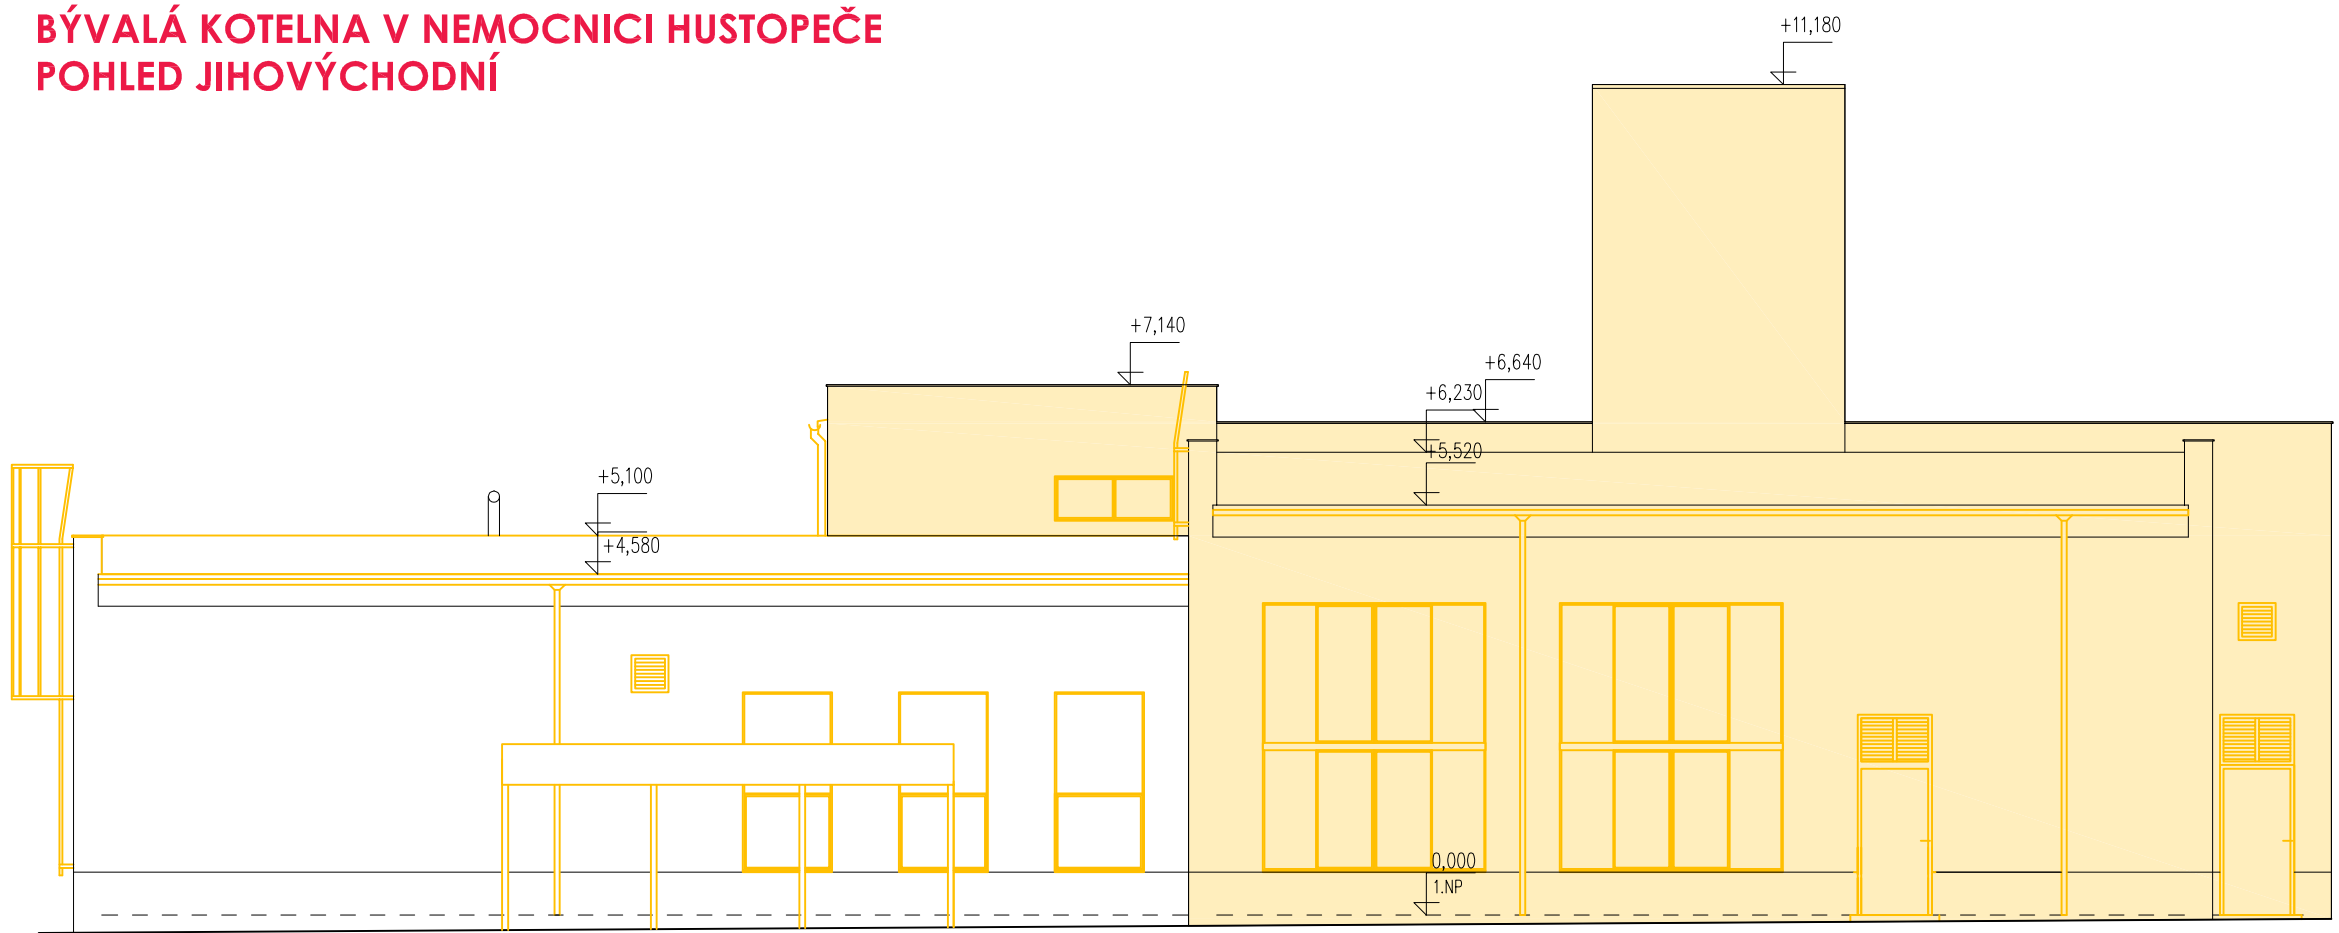 BÝVALÁ KOTELNA V NEMOCNICI HUSTOPEČE
POHLED JIHOVÝCHODNÍ
+11,180
+7,140
+6,640
+6,230
+5,520
+5,100
+4,580
0,000
1.NP